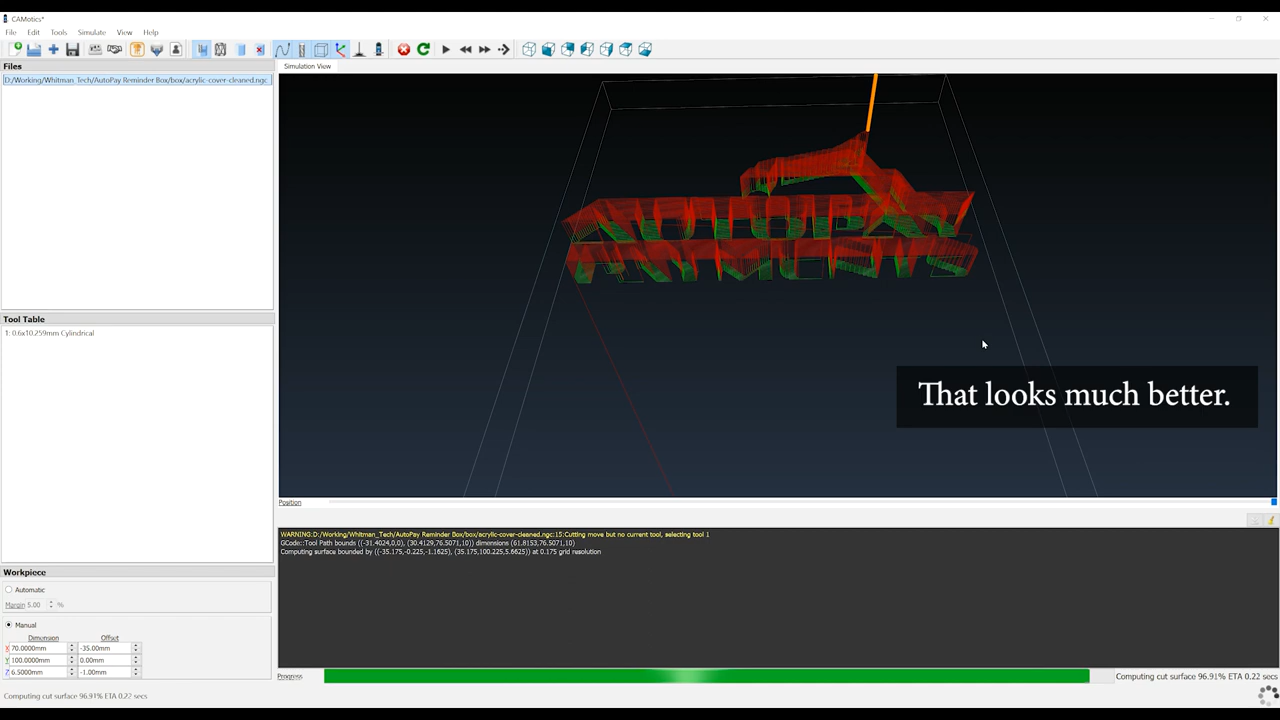 CAMotics*
File Edit Tools Simulate View Help
Files
D:/Working/Whitman_Tech/AutoPay Reminder Box/box/acrylic-cover-cleaned.ngc
Tool Table
1: 0.6x10.259mm Cylindrical
Workpiece
Automatic
Margin 5.00 %
Manual
Dimension Offset
X 70.0000mm -35.00mm
Y 100.0000mm 0.00mm
Z 6.5000mm -1.00mm
Simulation View
That looks much better.
Position
WARNING:D:/Working/Whitman_Tech/AutoPay Reminder Box/box/acrylic-cover-cleaned.ngc:15:Cutting move but no current tool, selecting tool 1
GCode::Tool Path bounds ((-31.4024,0,0), (30.4129,76.5071,10)) dimensions (61.8153,76.5071,10)
Computing surface bounded by ((-35.175,-0.225,-1.1625), (35.175,100.225,5.6625)) at 0.175 grid resolution
Progress
Computing cut surface 96.91% ETA 0.22 secs
Computing cut surface 96.91% ETA 0.22 secs